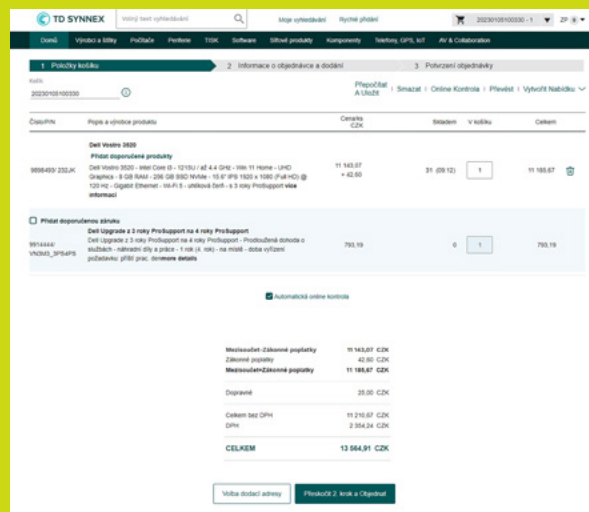 TD SYNNEX
Volný text vyhledávání
Moje vyhledávání
Rychlé přidání
20230105100330 - 1
ZP
Domů
Výrobci a štítky
Počítače
Periferie
TISK
Software
Síťové produkty
Komponenty
Telefony, GPS, IoT
AV & Collaboration
1 Položky košíku
2 Informace o objednávce a dodání
3 Potvrzení objednávky
Košík:
20230105100330
Přepočítat A Uložit | Smazat | Online Kontrola | Převést | Vytvořit Nabídku
Číslo/P/N
Popis a výrobce produktu
Cena/ks CZK
Skladem
V košíku
Celkem
Dell Vostro 3520
Přidat doporučené produkty
Dell Vostro 3520 - Intel Core i3 - 1215U / až 4.4 GHz - Win 11 Home - UHD
Graphics - 8 GB RAM - 256 GB SSD NVMe - 15.6" IPS 1920 x 1080 (Full HD) @
120 Hz - Gigabit Ethernet - Wi-Fi 5 - uhlíková čerň - s 3 roky ProSupport více
informací
11 143,07
+ 42,60
31 (09 12)
1
11 185,67
Přidat doporučenou záruku
Dell Upgrade z 3 roky ProSupport na 4 roky ProSupport
9914444/
VN3M3_3PS4PS
Dell Upgrade z 3 roky ProSupport na 4 roky ProSupport - Prodloužená dohoda o
službách - náhradní díly a práce - 1 rok (4. rok) - na místě - doba vyřízení
požadavku: příští prac. den more details
793,19
0
1
793,19
Automatická online kontrola
Mezisoučet-Zákonné poplatky 11 143,07 CZK
Zákonné poplatky 42,60 CZK
Mezisoučet+Zákonné poplatky 11 185,67 CZK
Dopravné 25,00 CZK
Celkem bez DPH 11 210,67 CZK
DPH 2 354,24 CZK
CELKEM 13 564,91 CZK
Volba dodací adresy
Přeskočit 2. krok a Objednat